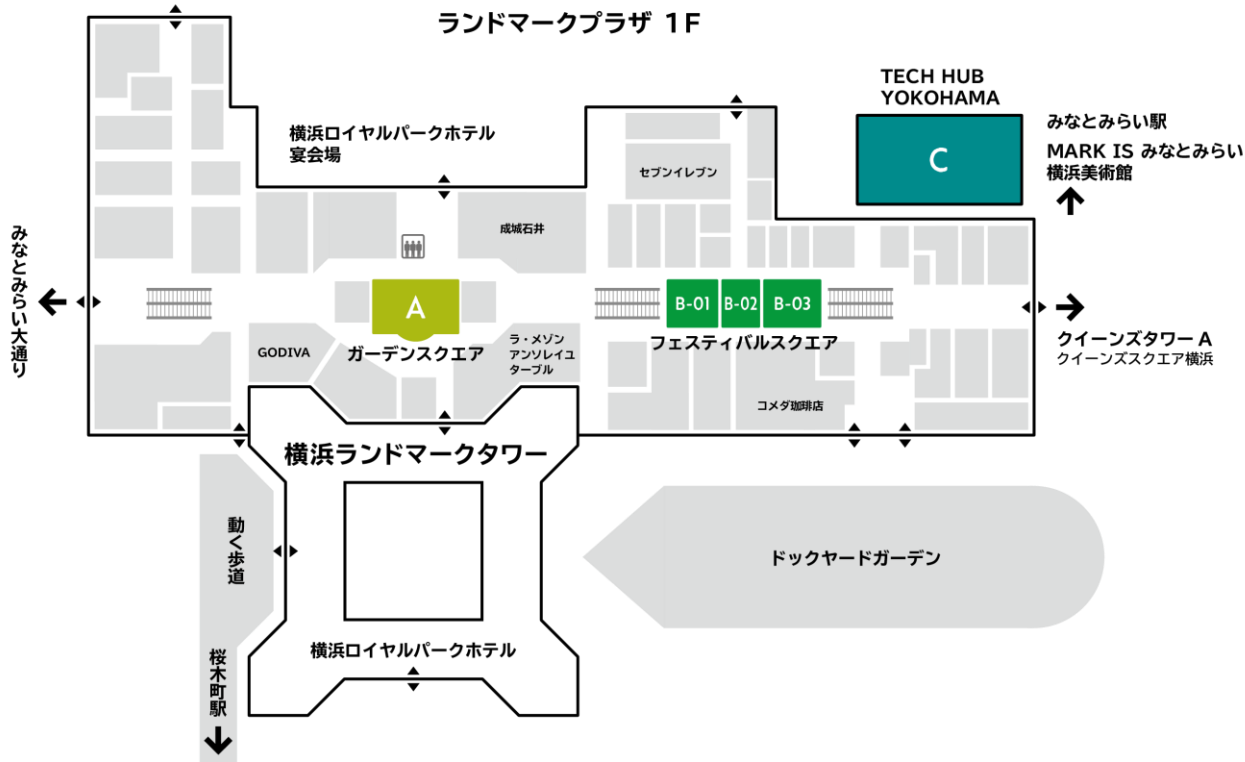 ランドマークプラザ 1F
TECH HUB
YOKOHAMA
C
みなとみらい駅
MARK IS みなとみらい
横浜美術館
横浜ロイヤルパークホテル
宴会場
セブンイレブン
成城石井
みなとみらい大通り
A
ガーデンスクエア
B-01
B-02
B-03
フェスティバルスクエア
GODIVA
ラ・メゾン
アンソレイユ
ターブル
クイーンズタワー A
クイーンズスクエア横浜
コメダ珈琲店
横浜ランドマークタワー
動く歩道
ドックヤードガーデン
横浜ロイヤルパークホテル
桜木町駅